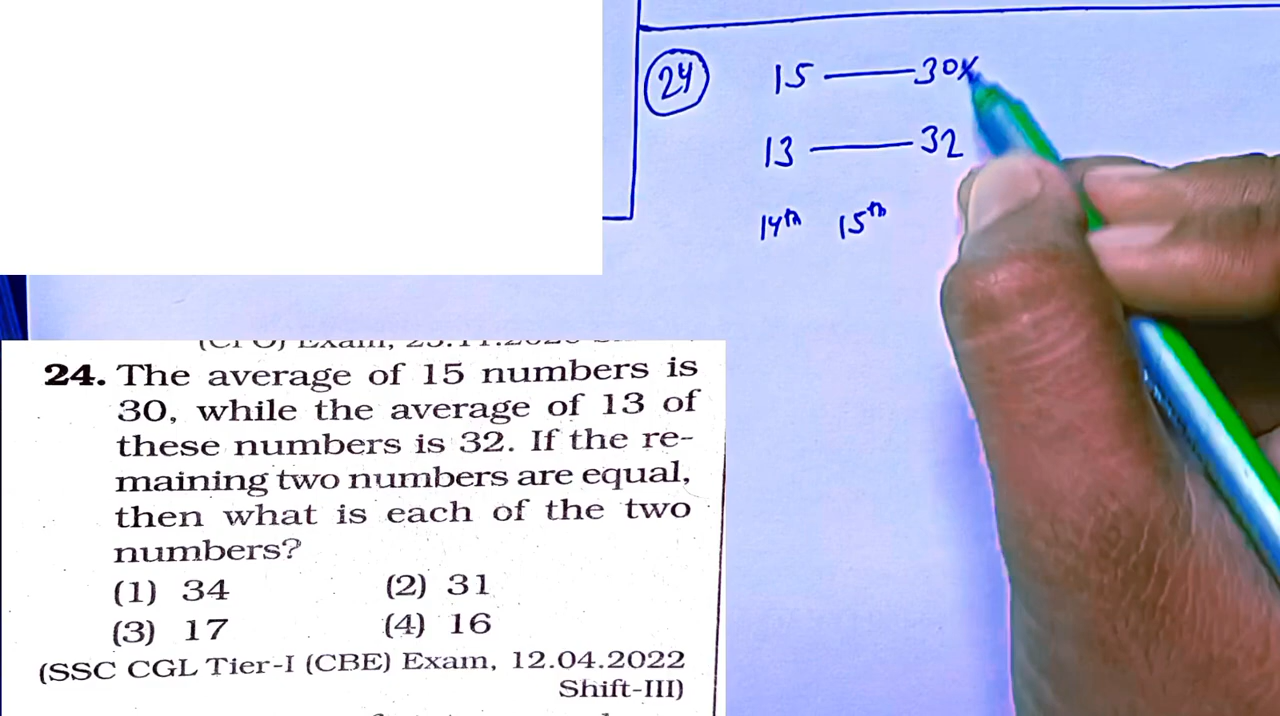 24
15 — 30x
13 — 32
14th 15th
24. The average of 15 numbers is
30, while the average of 13 of
these numbers is 32. If the re-
maining two numbers are equal,
then what is each of the two
numbers?
(1) 34 (2) 31
(3) 17 (4) 16
(SSC CGL Tier-I (CBE) Exam, 12.04.2022
Shift-III)